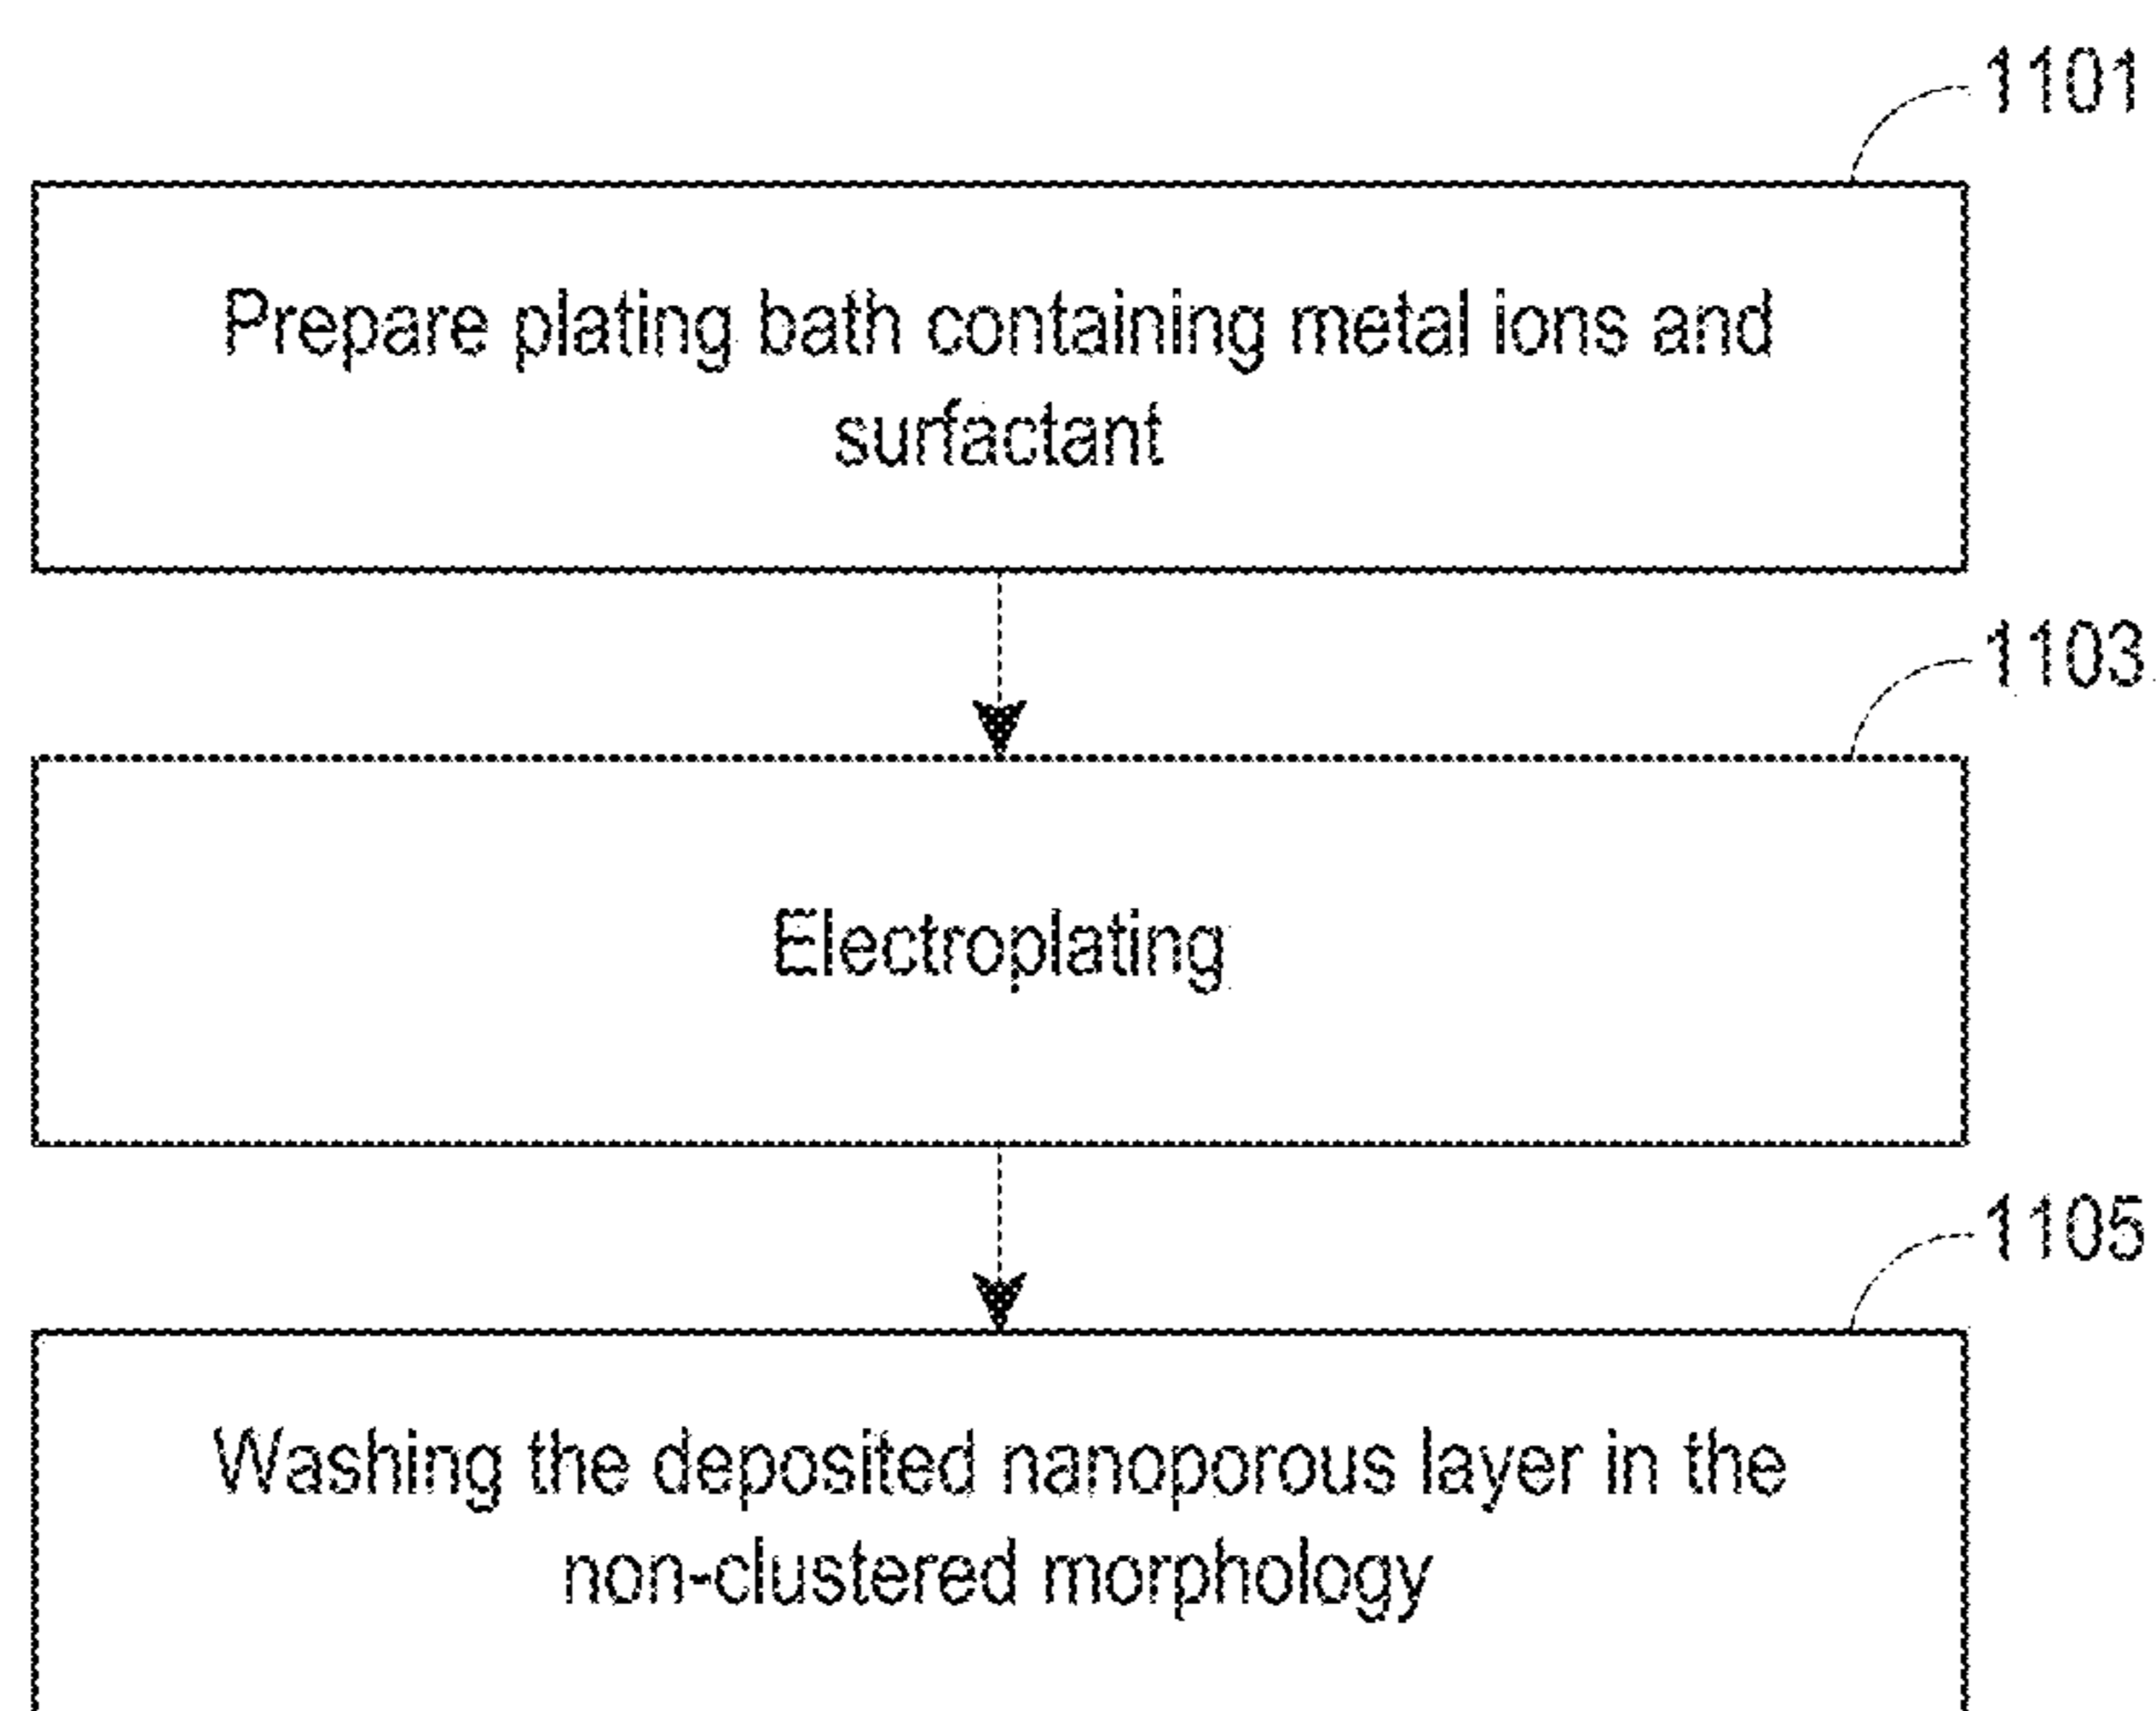 1101
Prepare plating bath containing metal ions and
surfactant
1103
Electroplating
1105
Washing the deposited nanoporous layer in the
non-clustered morphology